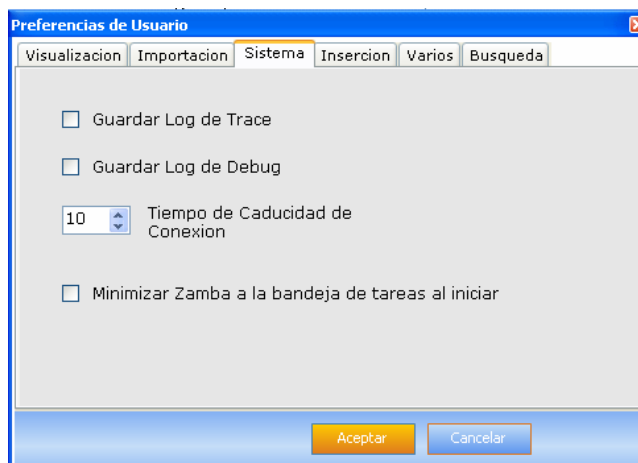 Preferencias de Usuario
Visualizacion Importacion Sistema Insercion Varios Busqueda
Guardar Log de Trace
Guardar Log de Debug
10 Tiempo de Caducidad de
Conexion
Minimizar Zamba a la bandeja de tareas al iniciar
Aceptar Cancelar